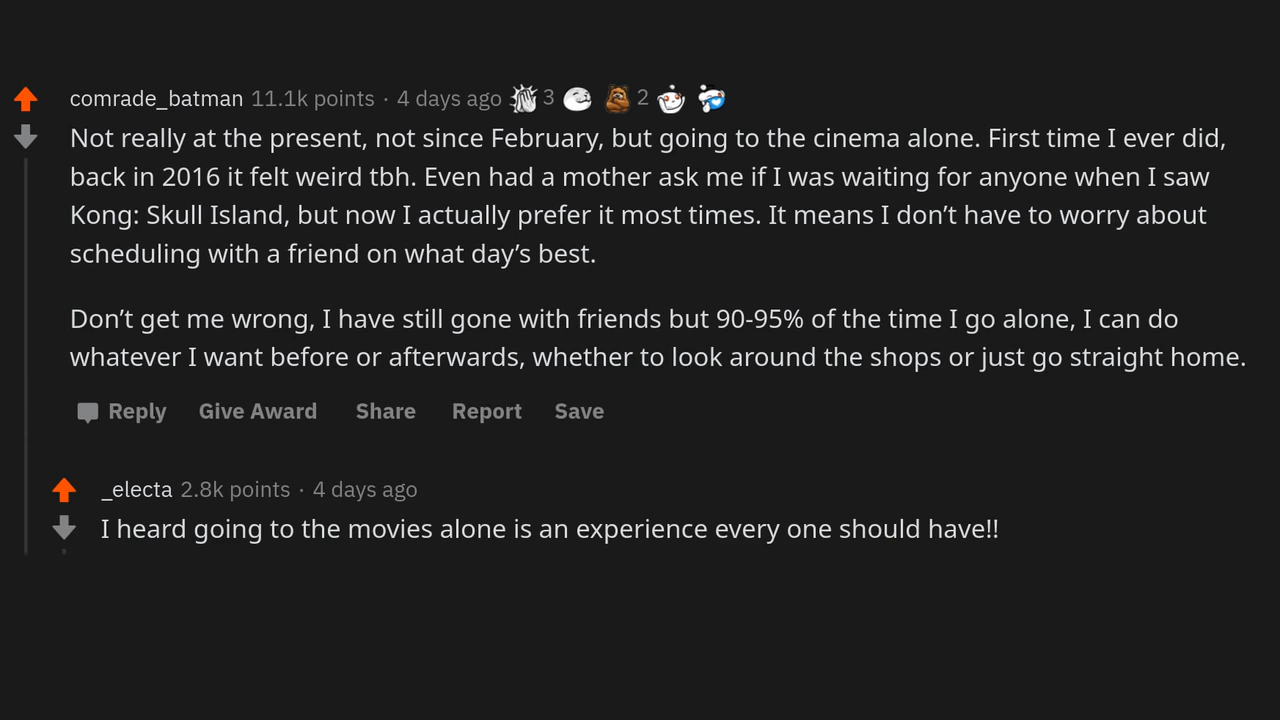 comrade_batman 11.1k points · 4 days ago 3 2
Not really at the present, not since February, but going to the cinema alone. First time I ever did,
back in 2016 it felt weird tbh. Even had a mother ask me if I was waiting for anyone when I saw
Kong: Skull Island, but now I actually prefer it most times. It means I don’t have to worry about
scheduling with a friend on what day’s best.
Don’t get me wrong, I have still gone with friends but 90-95% of the time I go alone, I can do
whatever I want before or afterwards, whether to look around the shops or just go straight home.
Reply Give Award Share Report Save
_electa 2.8k points · 4 days ago
I heard going to the movies alone is an experience every one should have!!